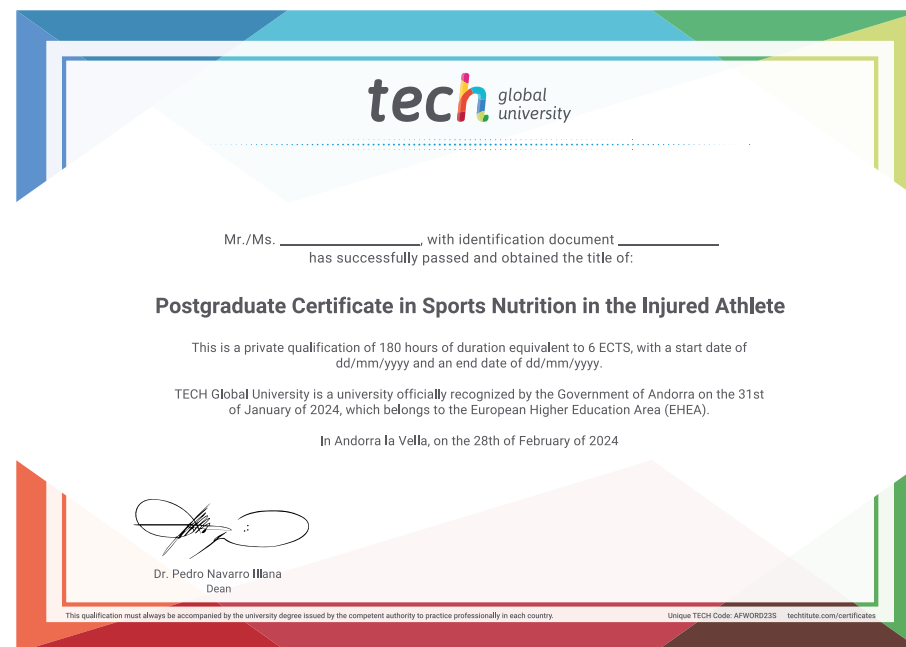 tech global university
Mr./Ms. ____________________, with identification document ______________
has successfully passed and obtained the title of:
Postgraduate Certificate in Sports Nutrition in the Injured Athlete
This is a private qualification of 180 hours of duration equivalent to 6 ECTS, with a start date of
dd/mm/yyyy and an end date of dd/mm/yyyy.
TECH Global University is a university officially recognized by the Government of Andorra on the 31st
of January of 2024, which belongs to the European Higher Education Area (EHEA).
In Andorra la Vella, on the 28th of February of 2024
Dr. Pedro Navarro Illana
Dean
This qualification must always be accompanied by the university degree issued by the competent authority to practice professionally in each country.
Unique TECH Code: AFWORD23S techtitute.com/certificates